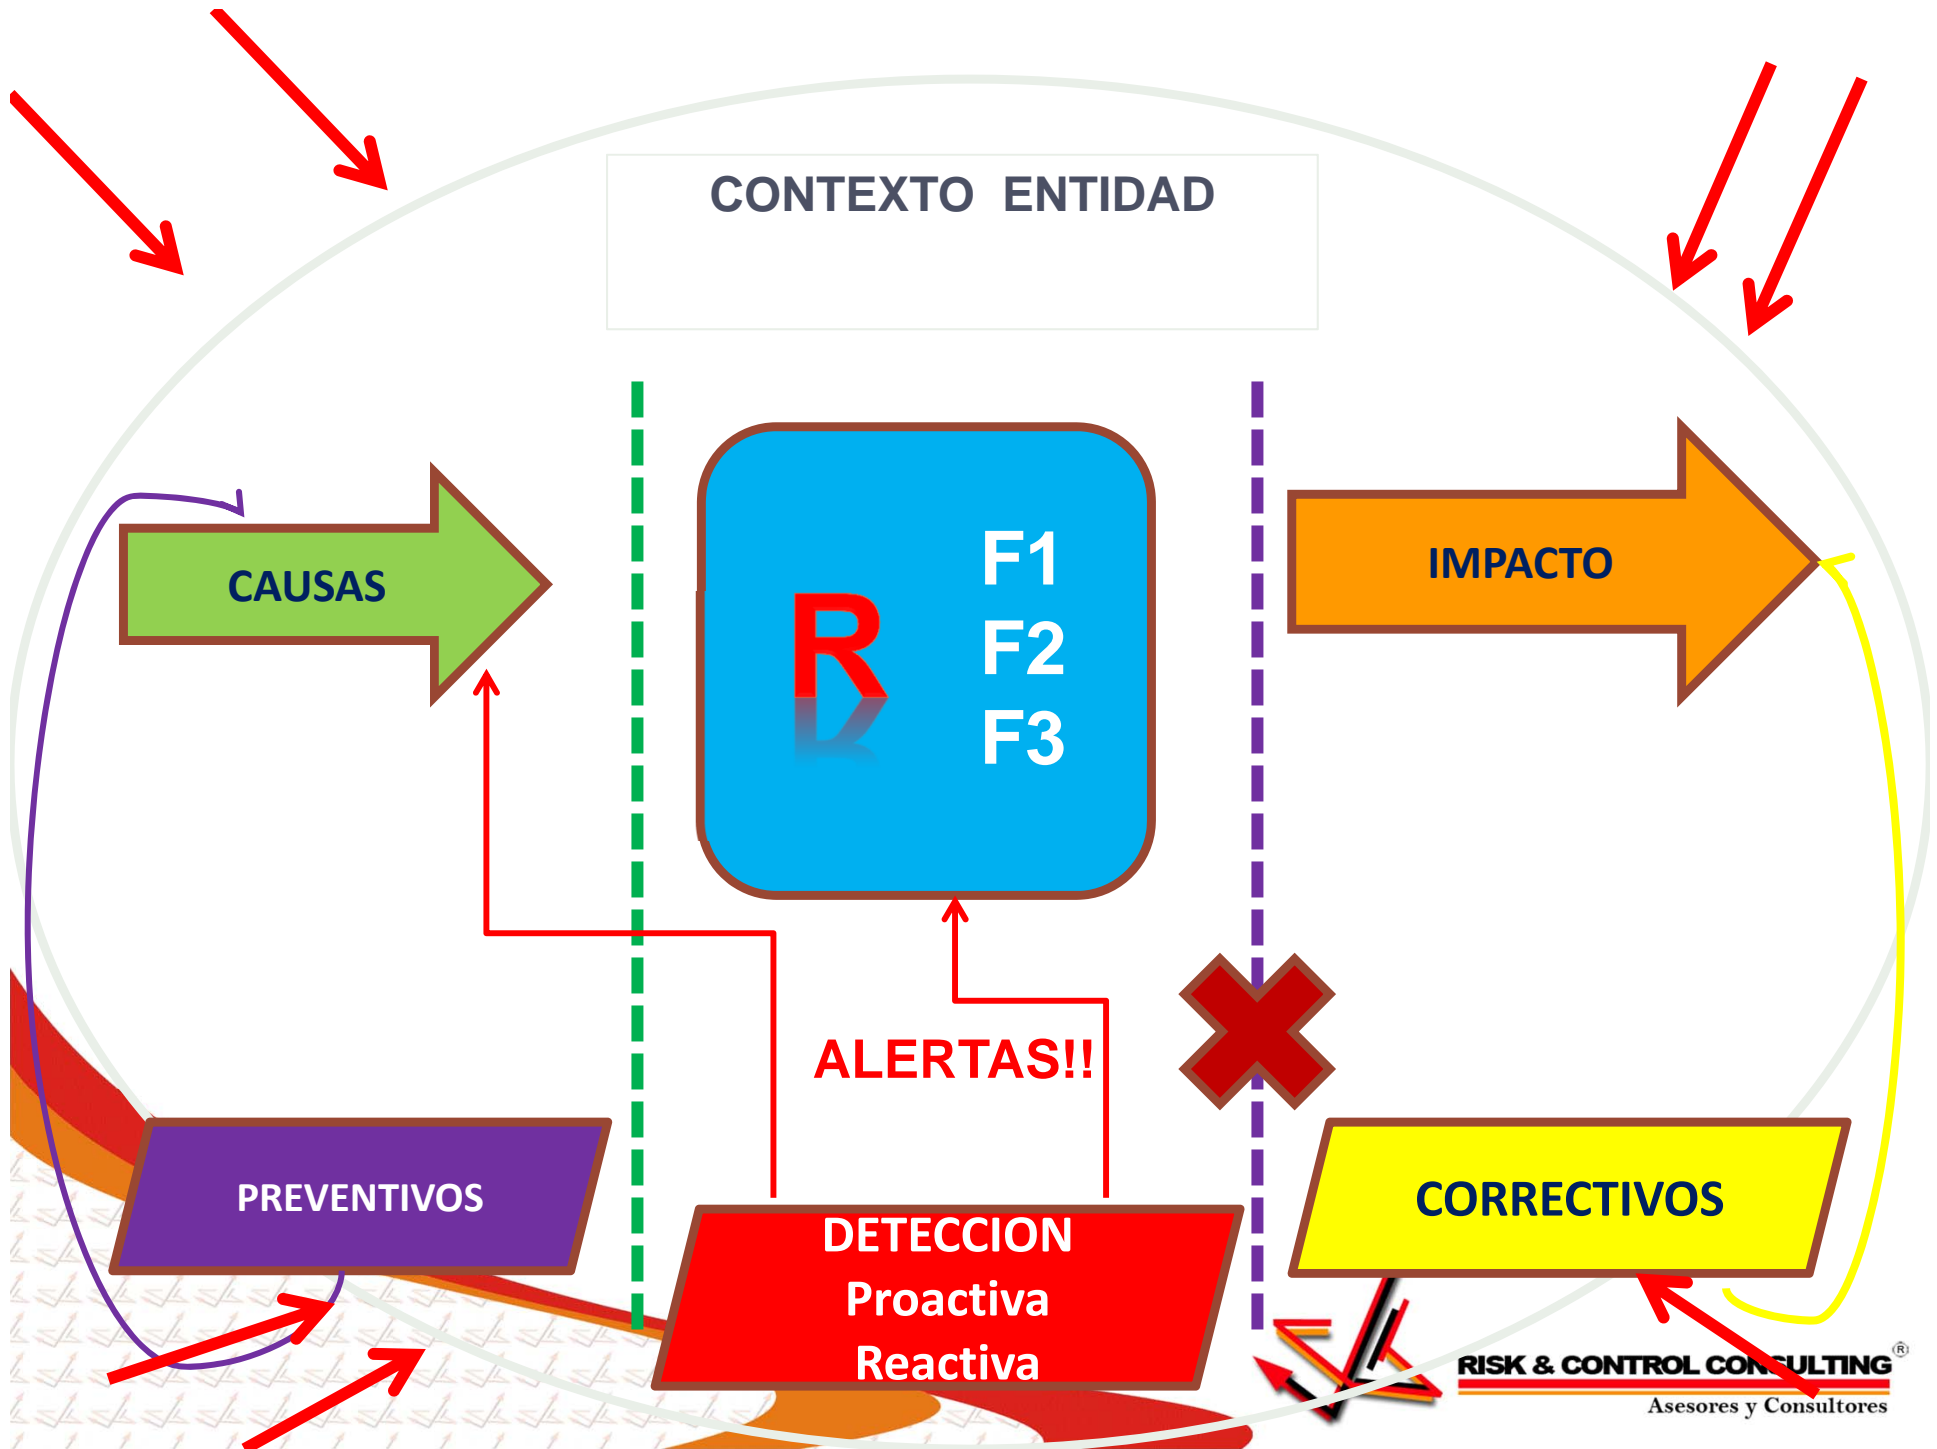 CONTEXTO ENTIDAD
CAUSAS
R
F1
F2
F3
IMPACTO
ALERTAS!!
PREVENTIVOS
DETECCION
Proactiva
Reactiva
CORRECTIVOS
RISK & CONTROL CONSULTING®
Asesores y Consultores